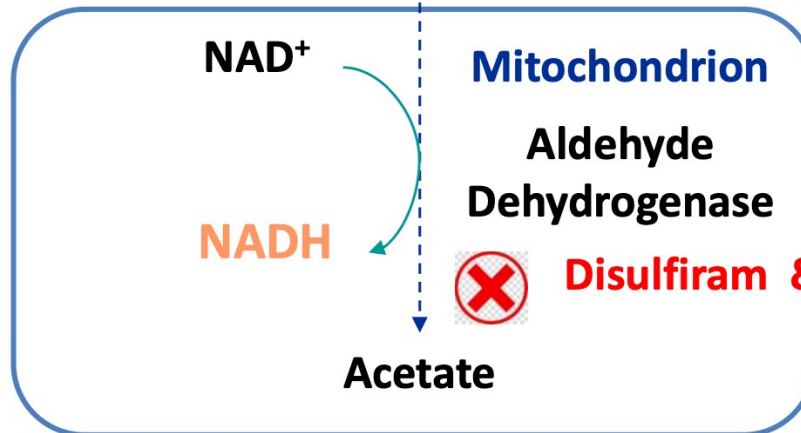 NAD⁺
Mitochondrion
Aldehyde
Dehydrogenase
NADH
Disulfiram &
Acetate